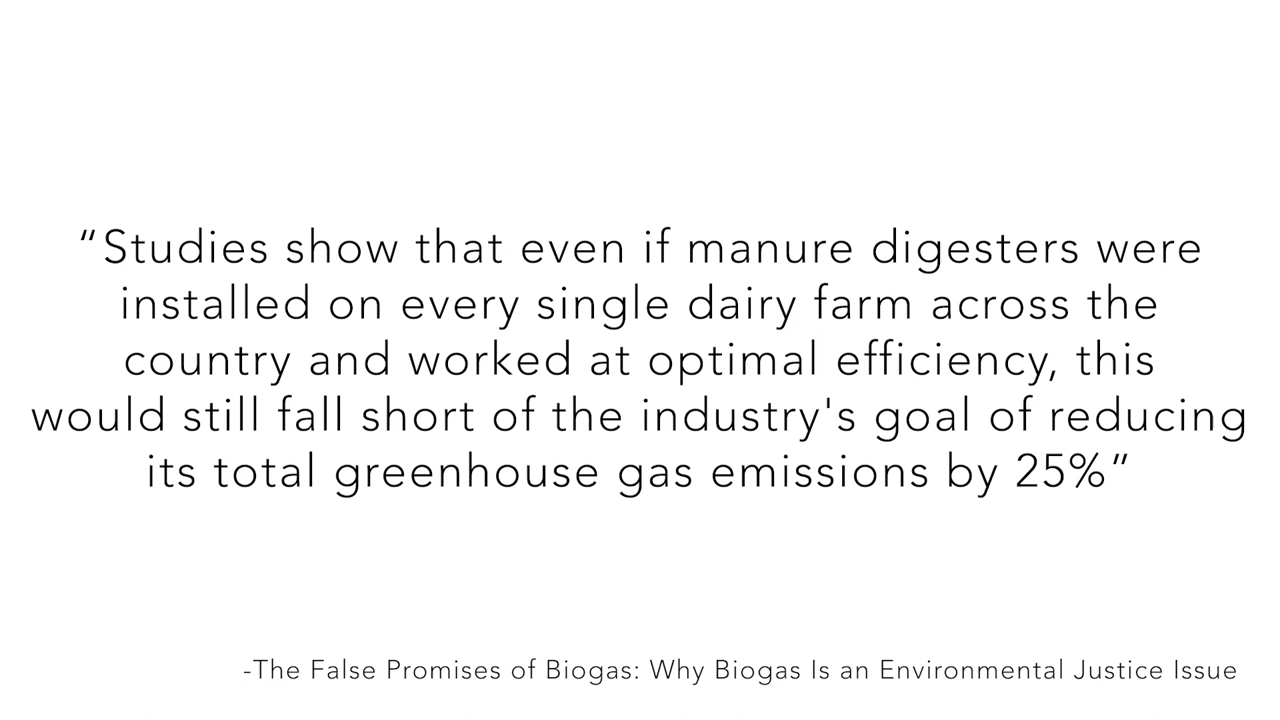 “Studies show that even if manure digesters were
installed on every single dairy farm across the
country and worked at optimal efficiency, this
would still fall short of the industry's goal of reducing
its total greenhouse gas emissions by 25%”
-The False Promises of Biogas: Why Biogas Is an Environmental Justice Issue